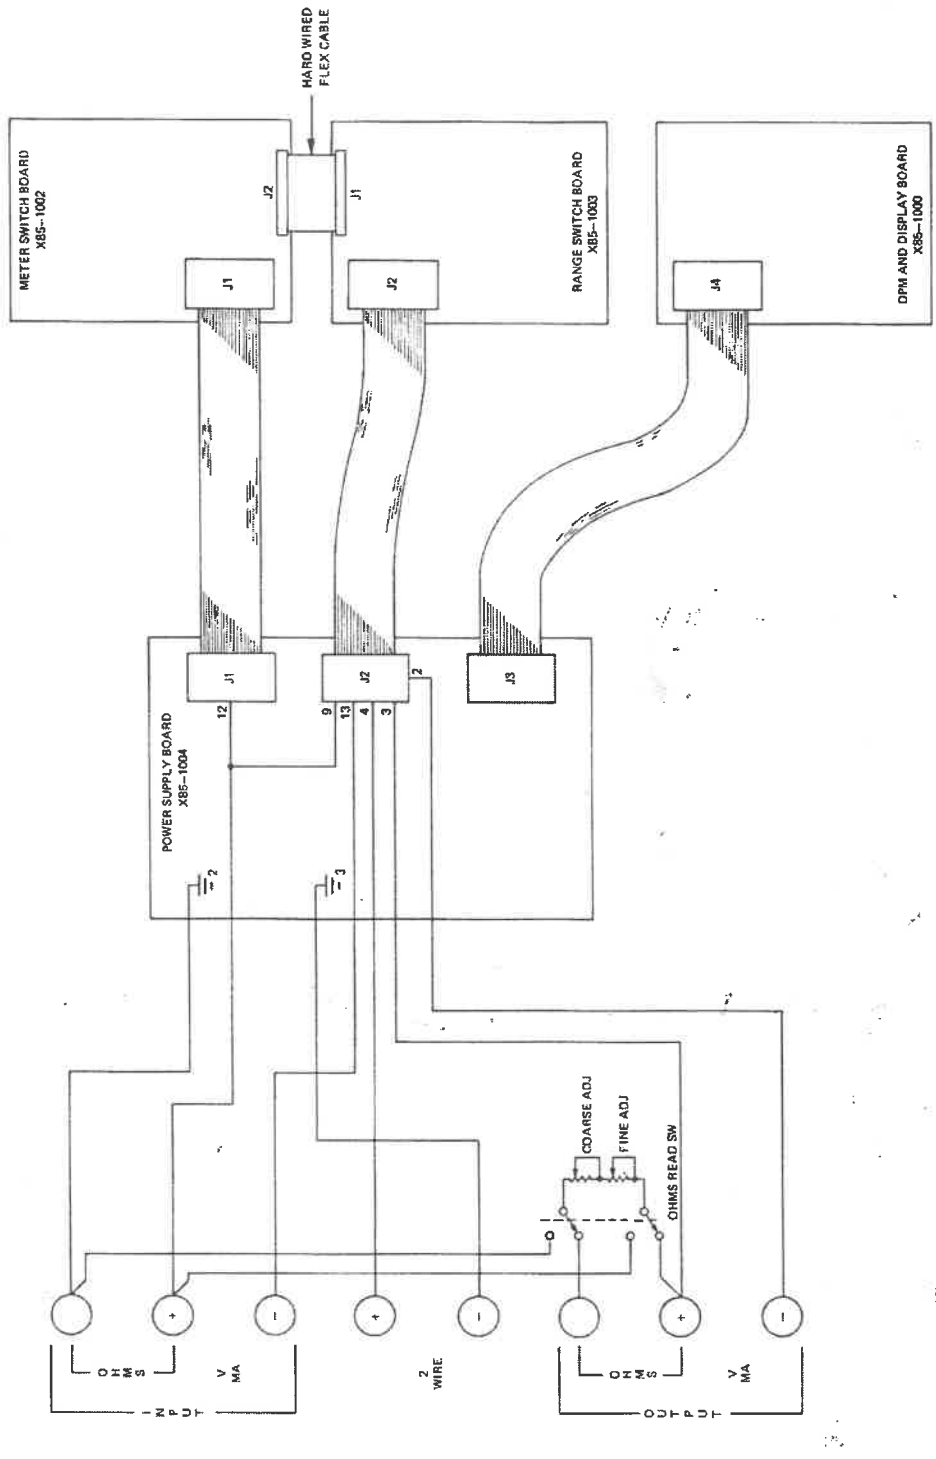 HARD WIRED
FLEX CABLE
METER SWITCH BOARD
X85-1002
J2
J1
J1
RANGE SWITCH BOARD
X85-1003
J2
DPM AND DISPLAY BOARD
X85-1000
J4
POWER SUPPLY BOARD
X85-1004
J1
12
J2
9
13
4
3
2
J3
2
3
COARSE ADJ
FINE ADJ
OHMS READ SW
+
−
+
−
+
−
OHMS
V
MA
INPUT
2
WIRE
OHMS
V
MA
OUTPUT